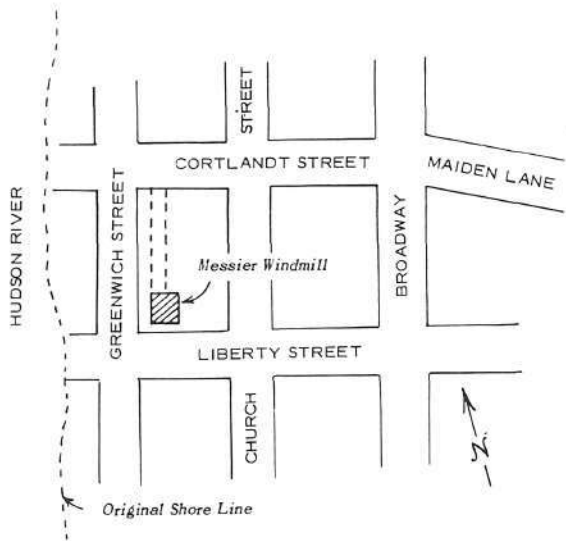 STREET
CORTLANDT STREET
MAIDEN LANE
HUDSON RIVER
GREENWICH STREET
Messier Windmill
BROADWAY
LIBERTY STREET
CHURCH
N.
Original Shore Line